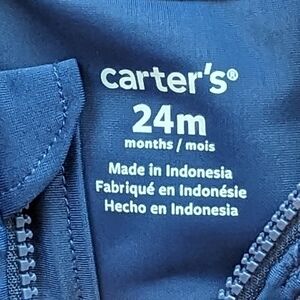 carter's®
24m
months / mois
Made in Indonesia
Fabriqué en Indonésie
Hecho en Indonesia